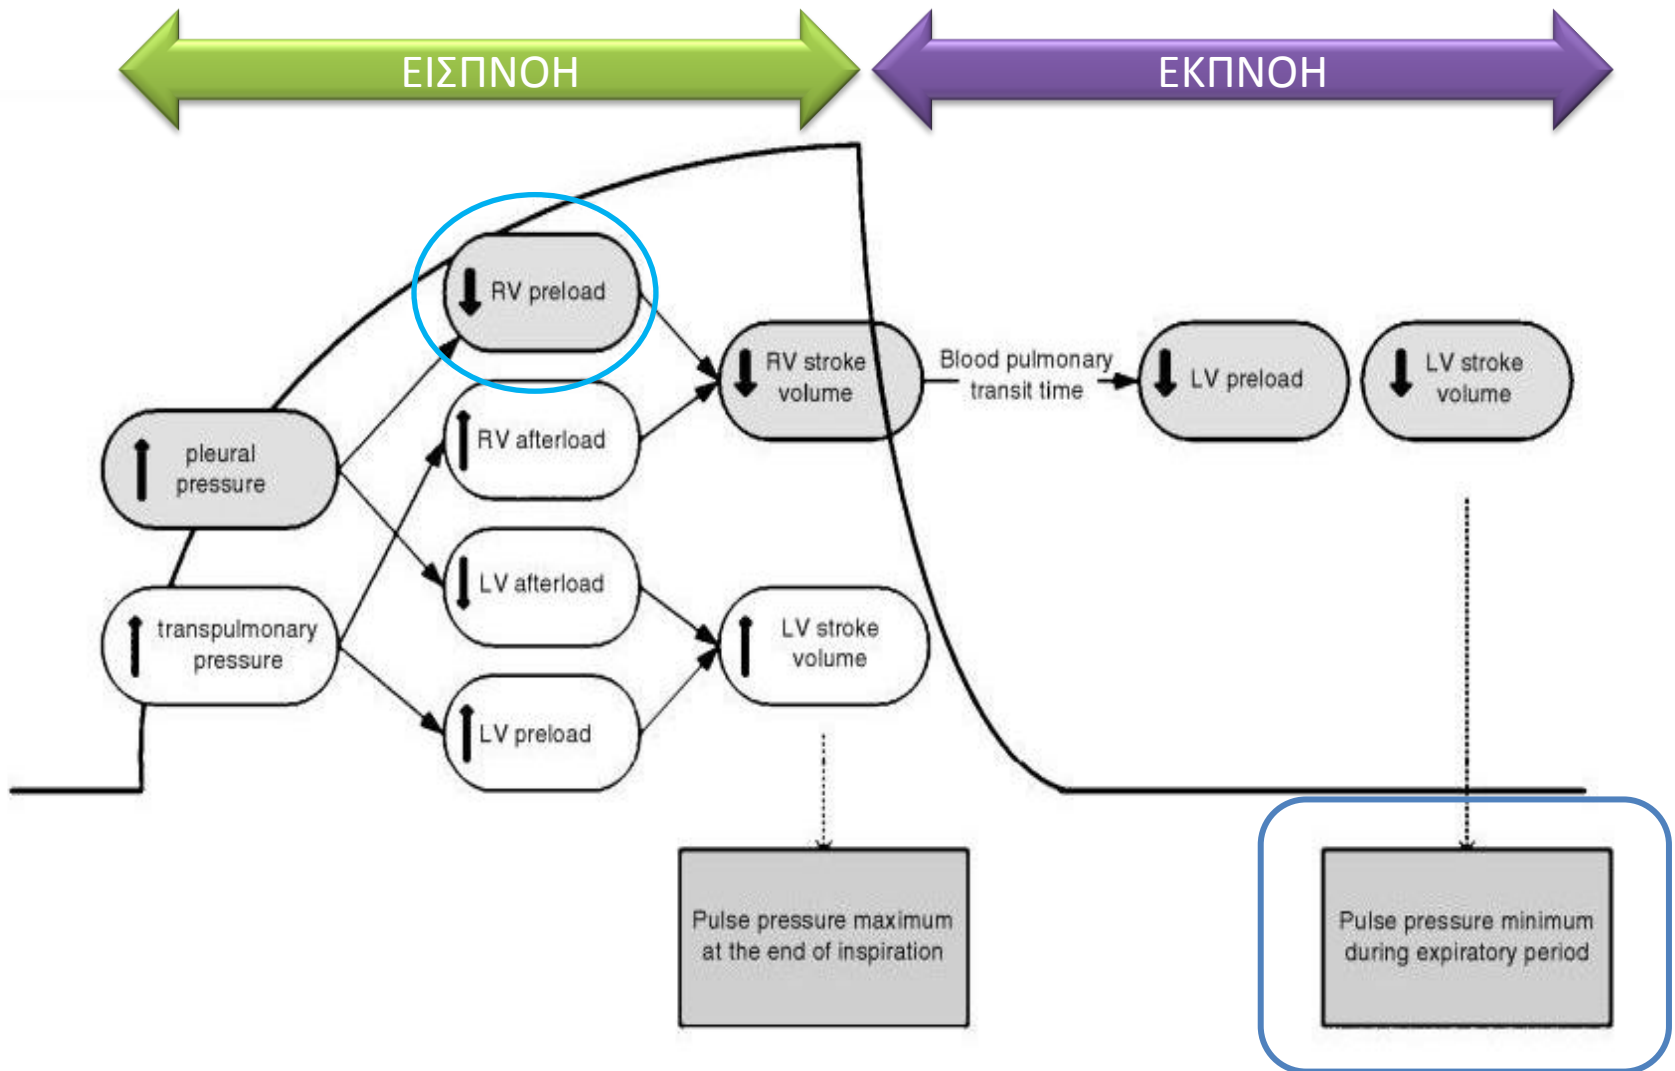 ΕΙΣΠΝΟΗ
ΕΚΠΝΟΗ
RV preload
RV afterload
pleural
pressure
LV afterload
transpulmonary
pressure
LV preload
RV stroke
volume
LV stroke
volume
Blood pulmonary
transit time
LV preload
LV stroke
volume
Pulse pressure maximum
at the end of inspiration
Pulse pressure minimum
during expiratory period